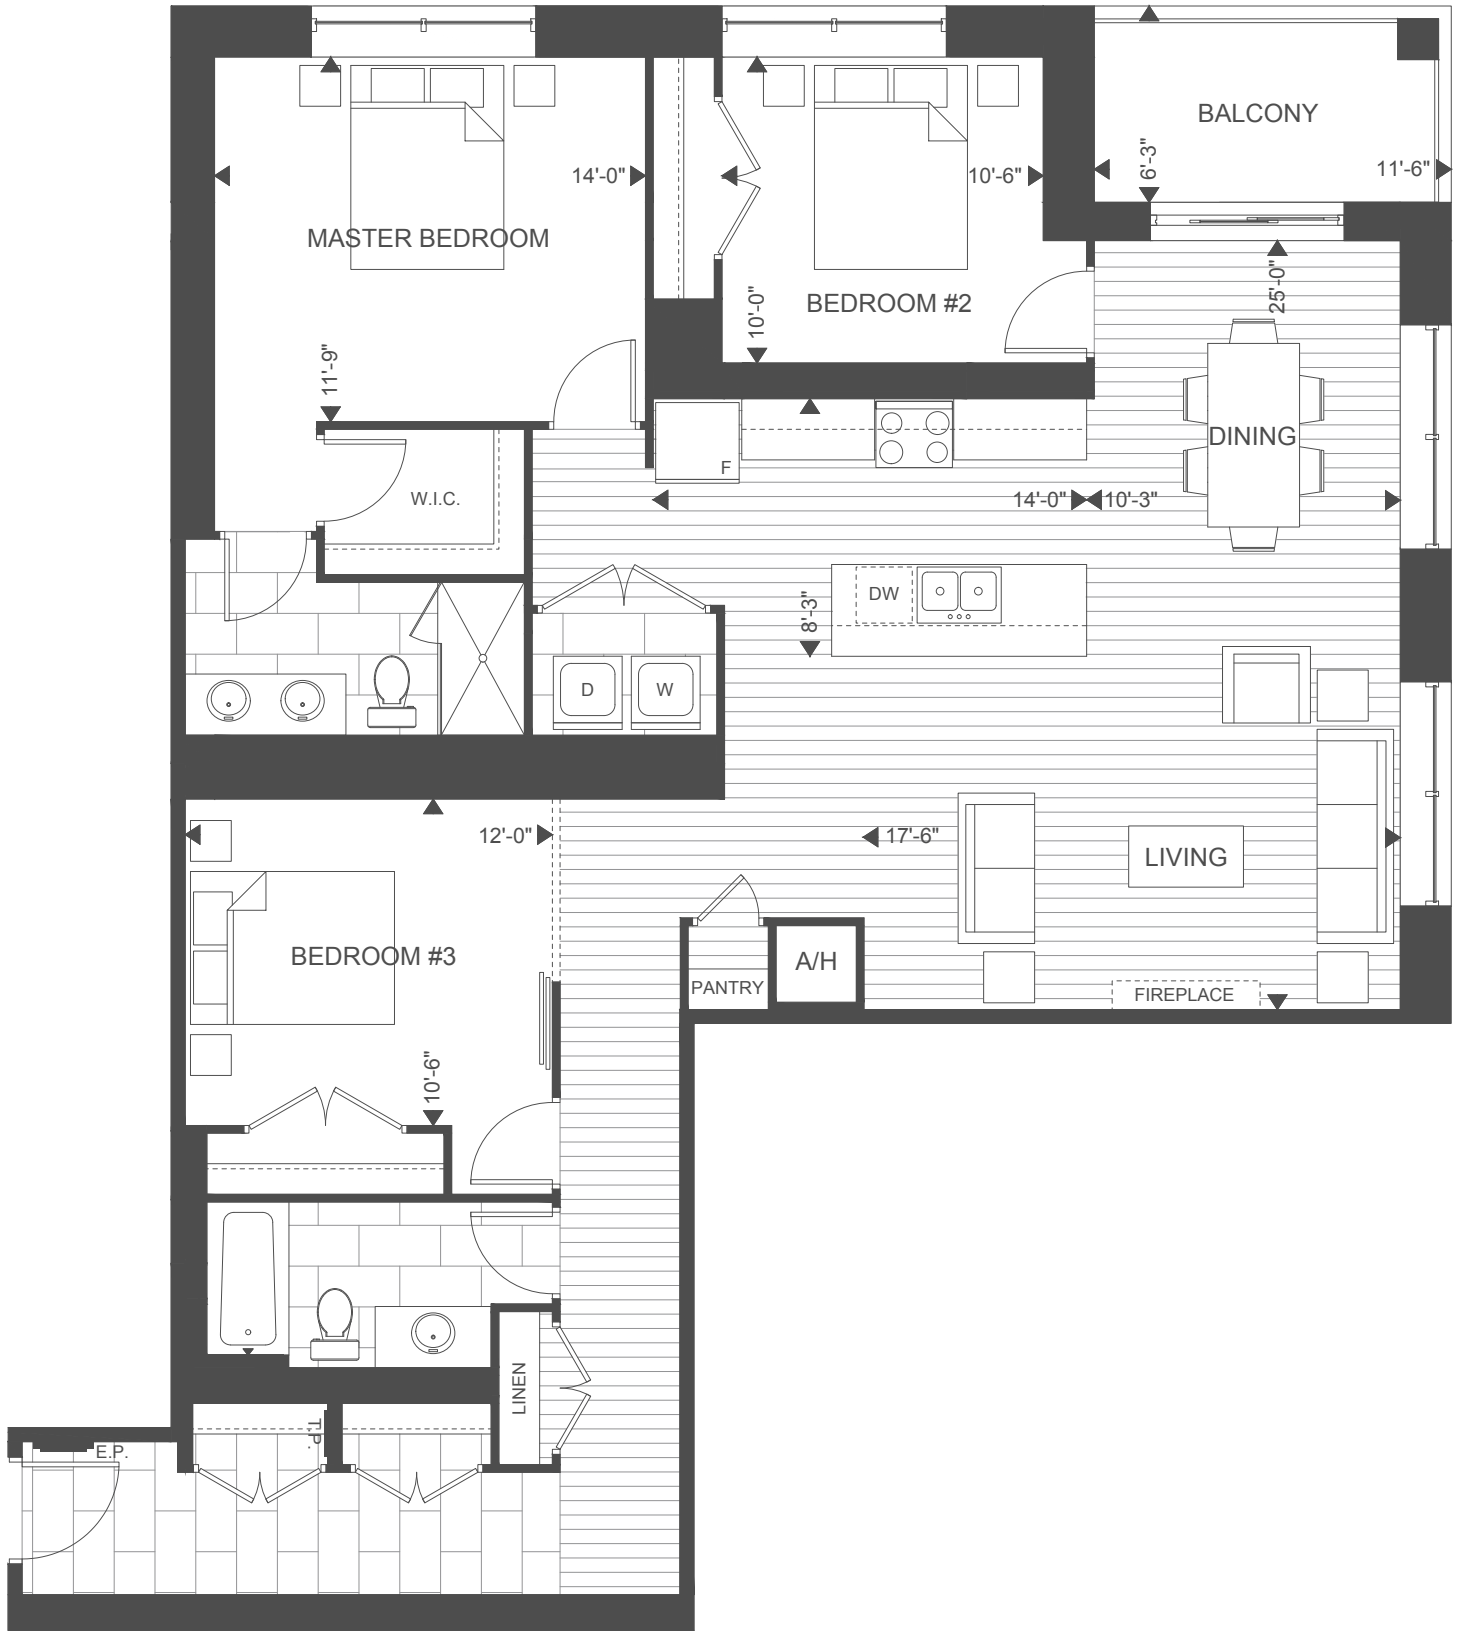 BALCONY
6'-3"
11'-6"
14'-0"
10'-6"
MASTER BEDROOM
BEDROOM #2
10'-0"
25'-0"
11'-9"
DINING
F
W.I.C.
14'-0"
10'-3"
DW
8'-3"
D
W
12'-0"
17'-6"
LIVING
BEDROOM #3
A/H
PANTRY
FIREPLACE
10'-6"
LINEN
T.P.
E.P.